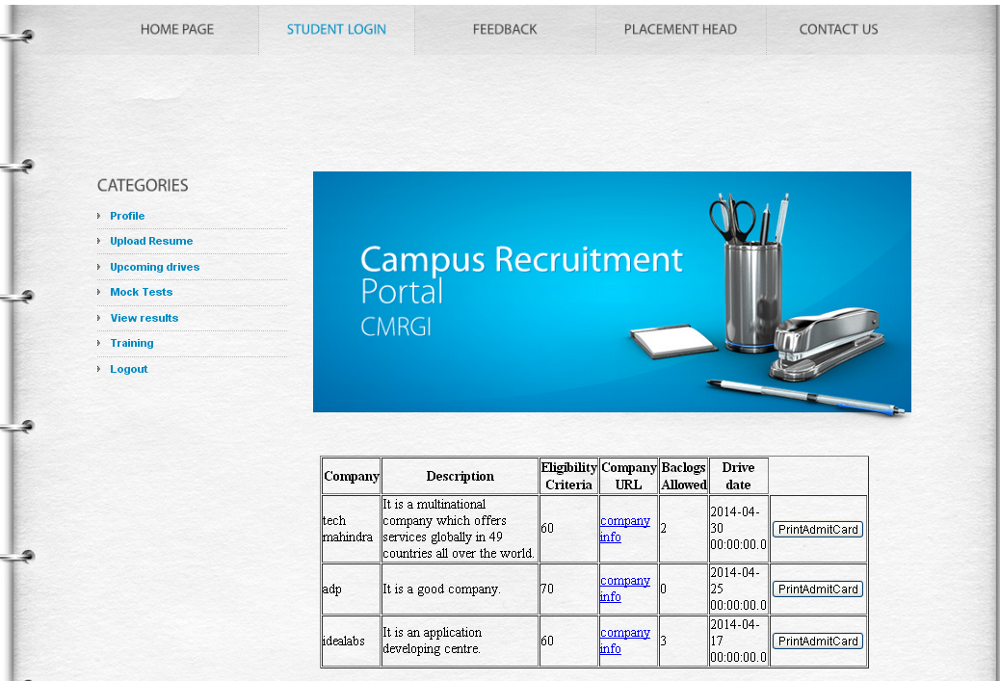 HOME PAGE STUDENT LOGIN FEEDBACK PLACEMENT HEAD CONTACT US
CATEGORIES
Profile
Upload Resume
Upcoming drives
Mock Tests
View results
Training
Logout
Campus Recruitment
Portal
CMRGI
Company Description Eligibility Criteria Company URL Baclogs Allowed Drive date
tech mahindra It is a multinational company which offers services globally in 49 countries all over the world. 60 company info 2 2014-04-30 00:00:00.0 PrintAdmitCard
adp It is a good company. 70 company info 0 2014-04-25 00:00:00.0 PrintAdmitCard
idealabs It is an application developing centre. 60 company info 3 2014-04-17 00:00:00.0 PrintAdmitCard